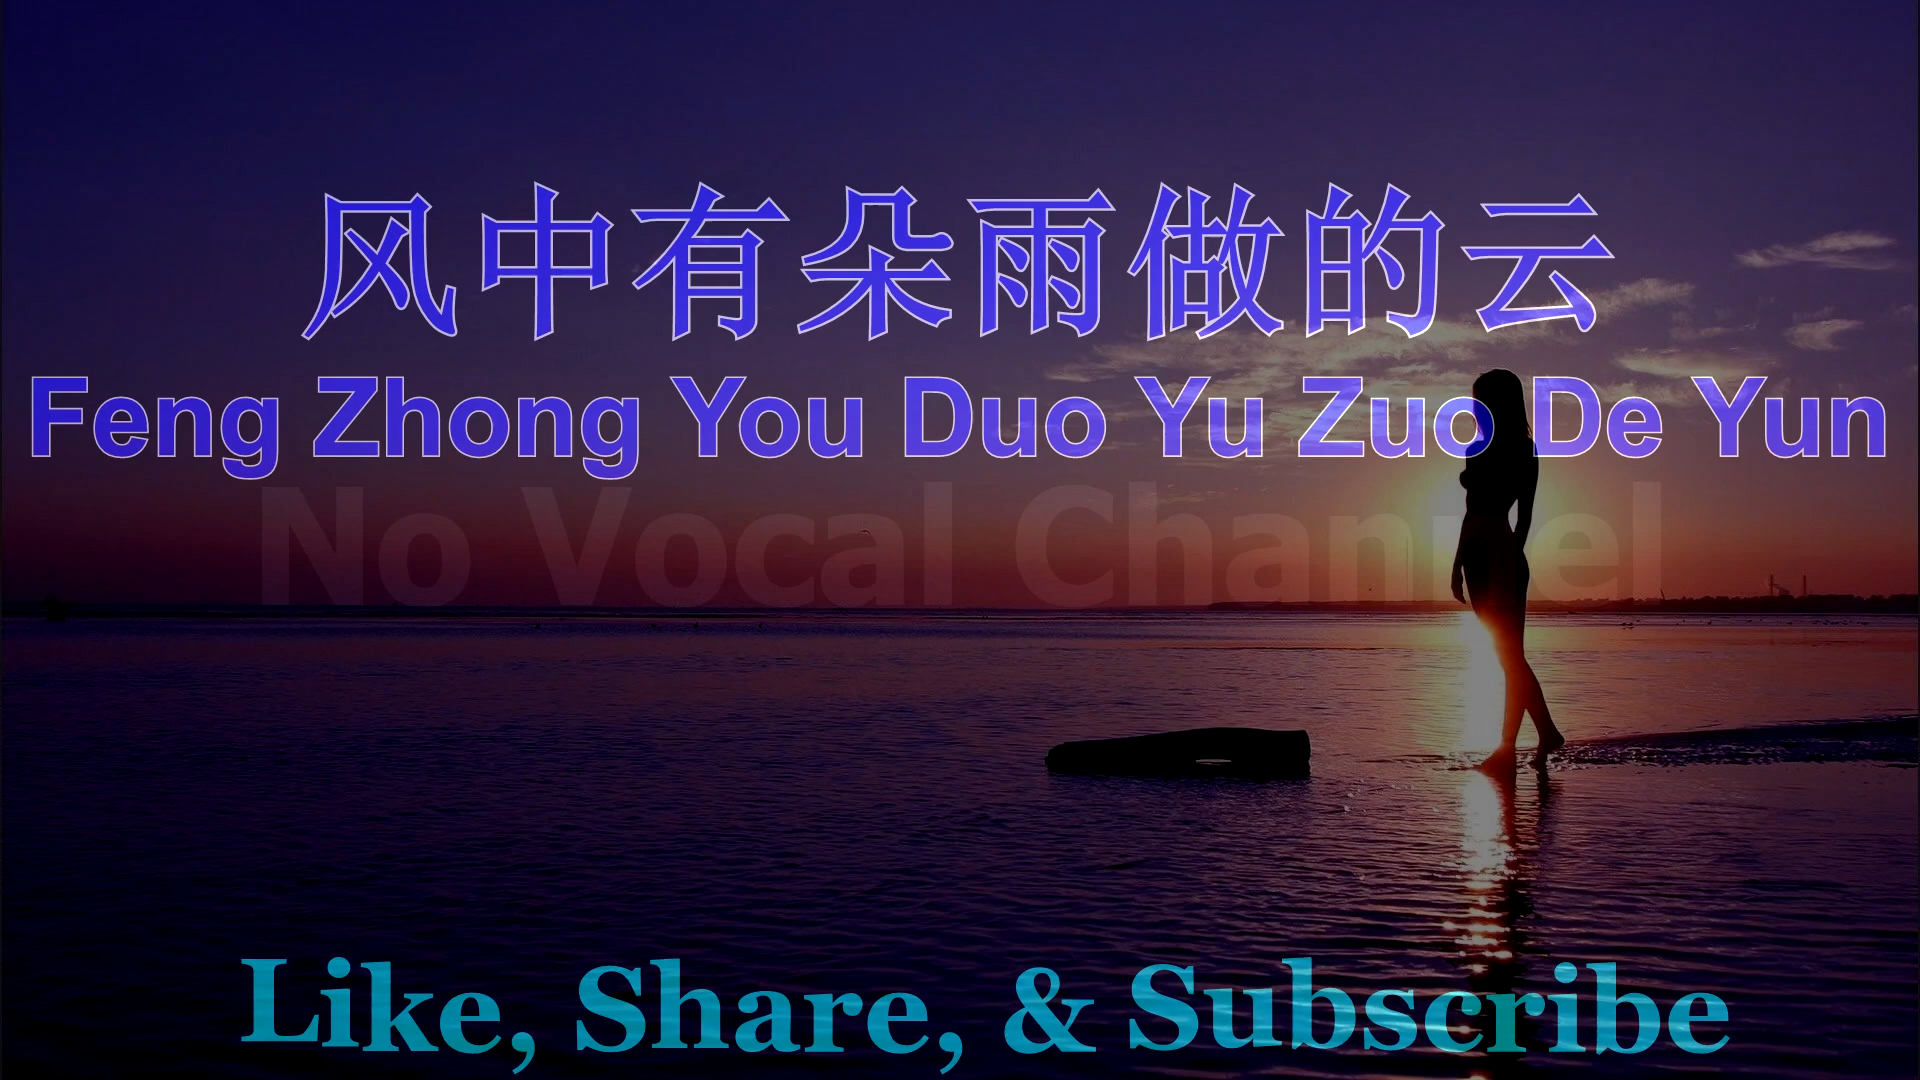 风中有朵雨做的云
Feng Zhong You Duo Yu Zuo De Yun
No Vocal Channel
Like, Share, & Subscribe